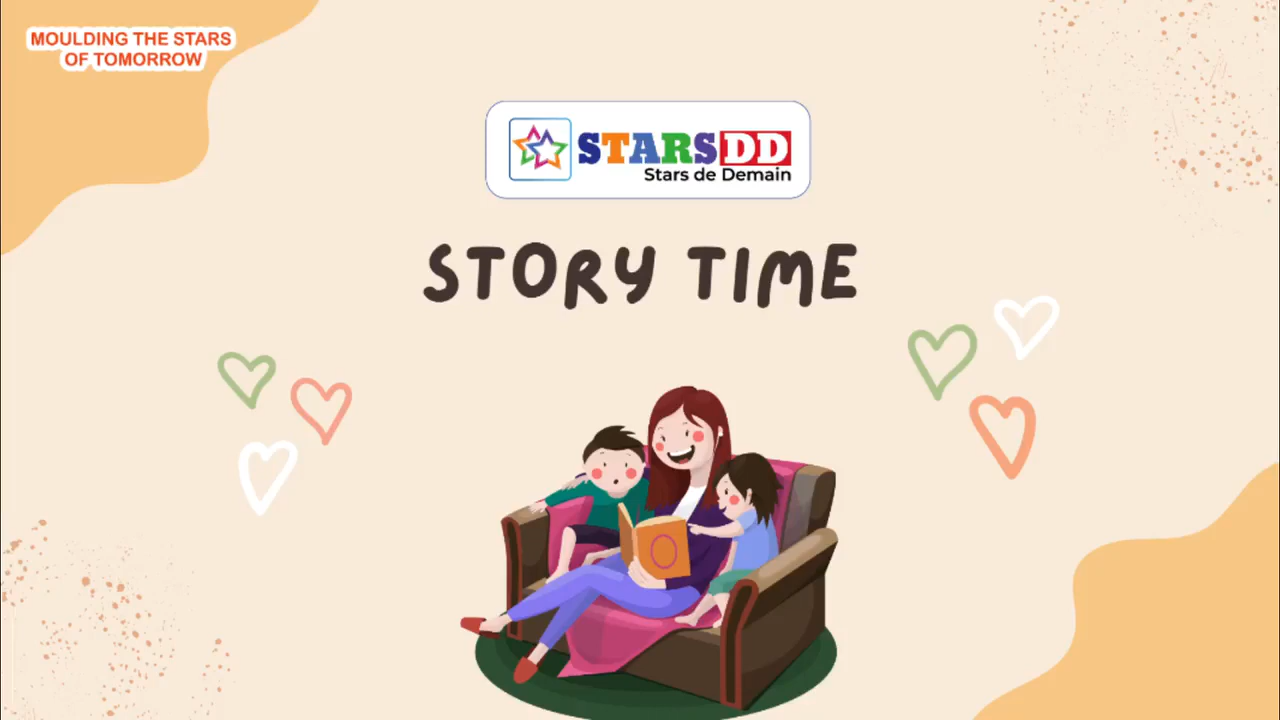 MOULDING THE STARS
OF TOMORROW
STARSDD
Stars de Demain
STORY TIME